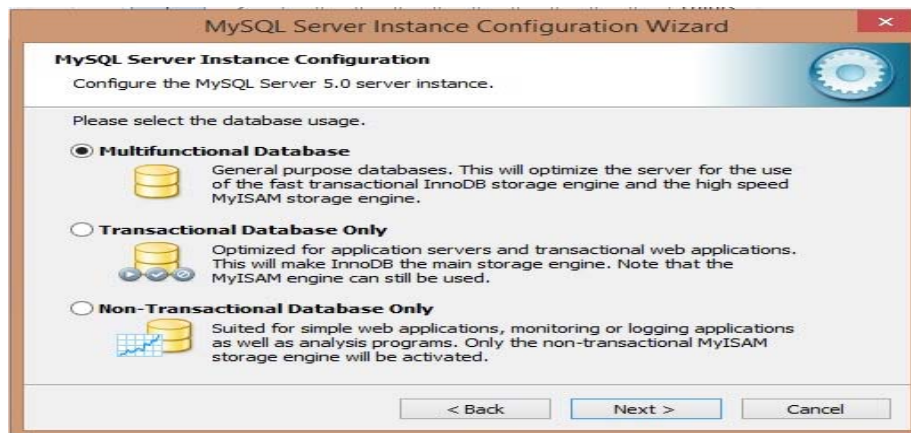 MySQL Server Instance Configuration Wizard
MySQL Server Instance Configuration
Configure the MySQL Server 5.0 server instance.
Please select the database usage.
Multifunctional Database
General purpose databases. This will optimize the server for the use
of the fast transactional InnoDB storage engine and the high speed
MyISAM storage engine.
Transactional Database Only
Optimized for application servers and transactional web applications.
This will make InnoDB the main storage engine. Note that the
MyISAM engine can still be used.
Non-Transactional Database Only
Suited for simple web applications, monitoring or logging applications
as well as analysis programs. Only the non-transactional MyISAM
storage engine will be activated.
< Back
Next >
Cancel